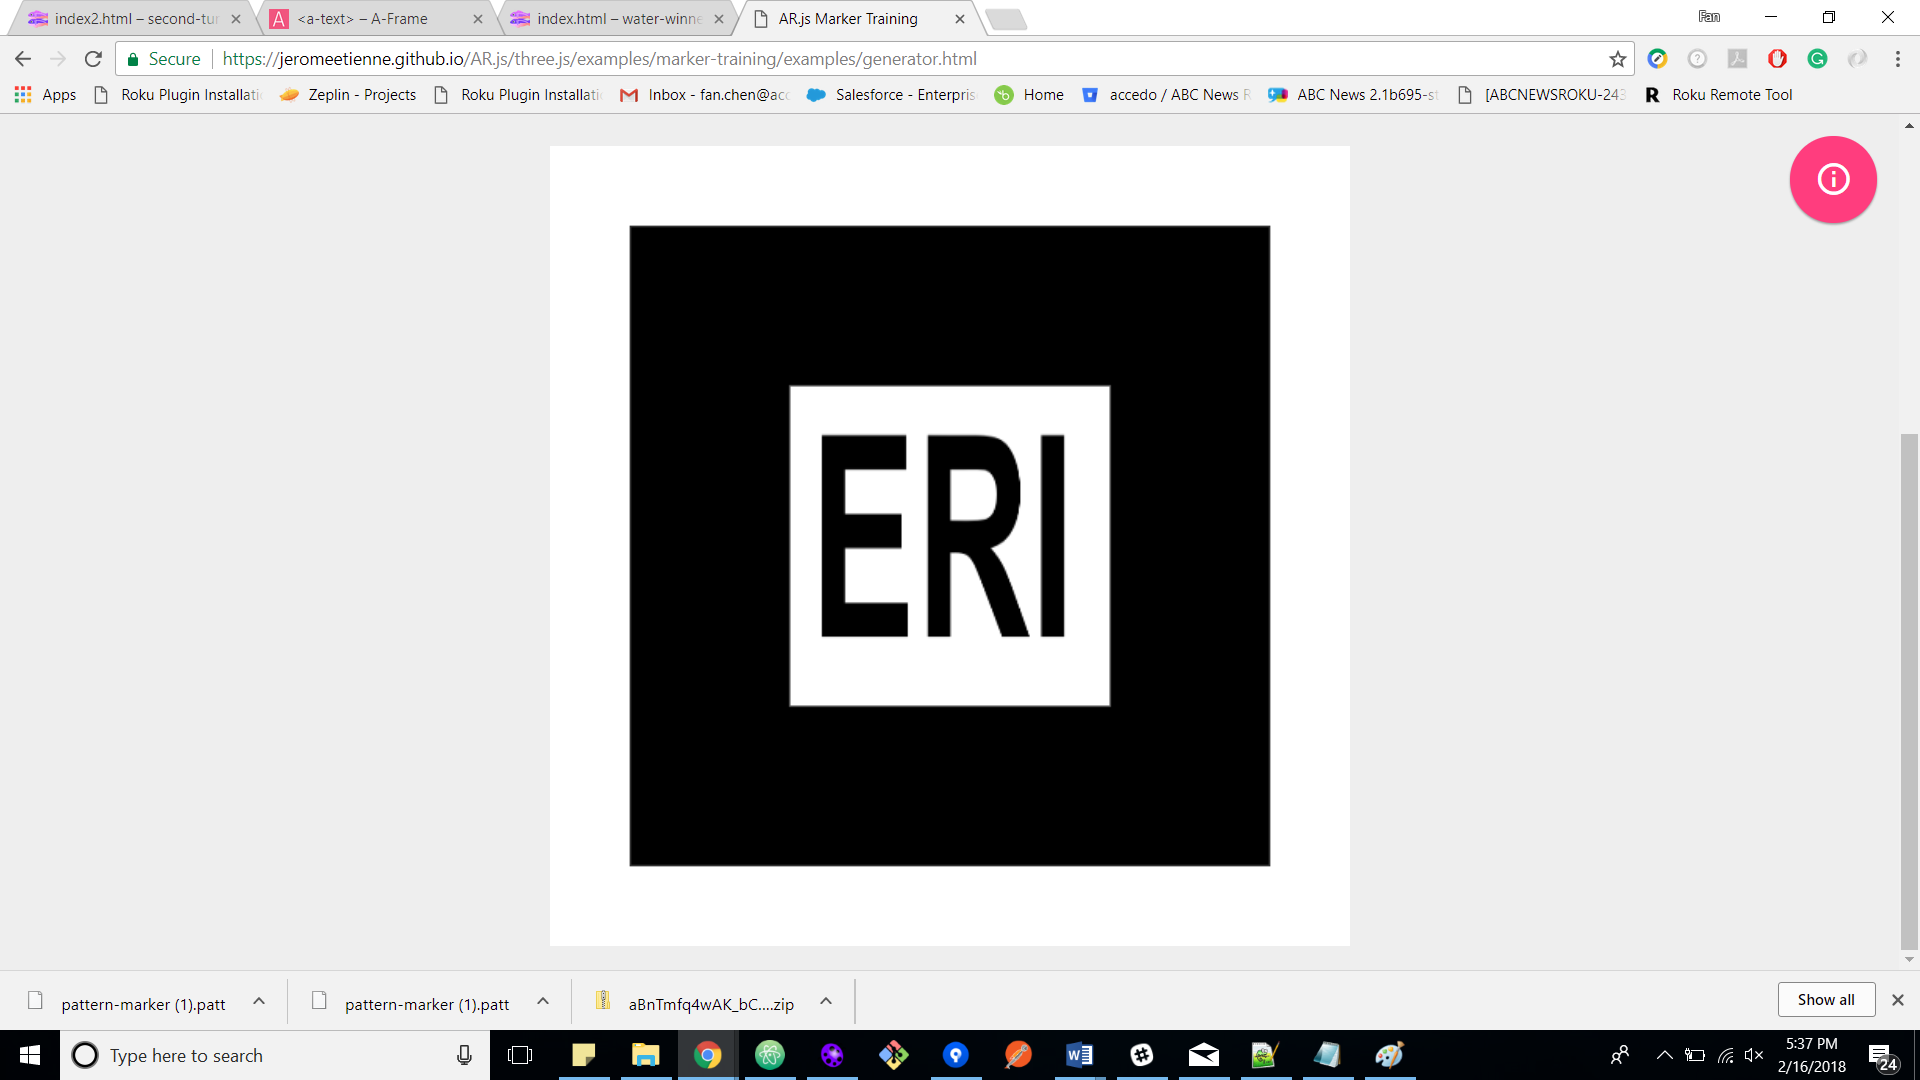 index2.html – second-tur
<a-text> – A-Frame
index.html – water-winne
AR.js Marker Training
Fan
Secure
https://jeromeetienne.github.io/AR.js/three.js/examples/marker-training/examples/generator.html
Apps
Roku Plugin Installati
Zeplin - Projects
Roku Plugin Installati
Inbox - fan.chen@acc
Salesforce - Enterpris
Home
accedo / ABC News R
ABC News 2.1b695-st
[ABCNEWSROKU-243
R Roku Remote Tool
ERI
pattern-marker (1).patt
pattern-marker (1).patt
aBnTmfq4wAK_bC....zip
Show all
Type here to search
5:37 PM
2/16/2018
24